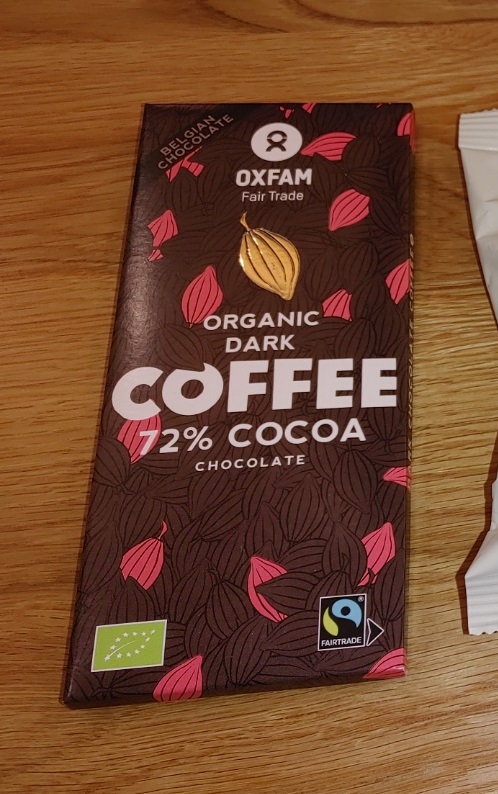 BELGIAN
CHOCOLATE
OXFAM
Fair Trade
ORGANIC
DARK
COFFEE
72% COCOA
CHOCOLATE
FAIRTRADE